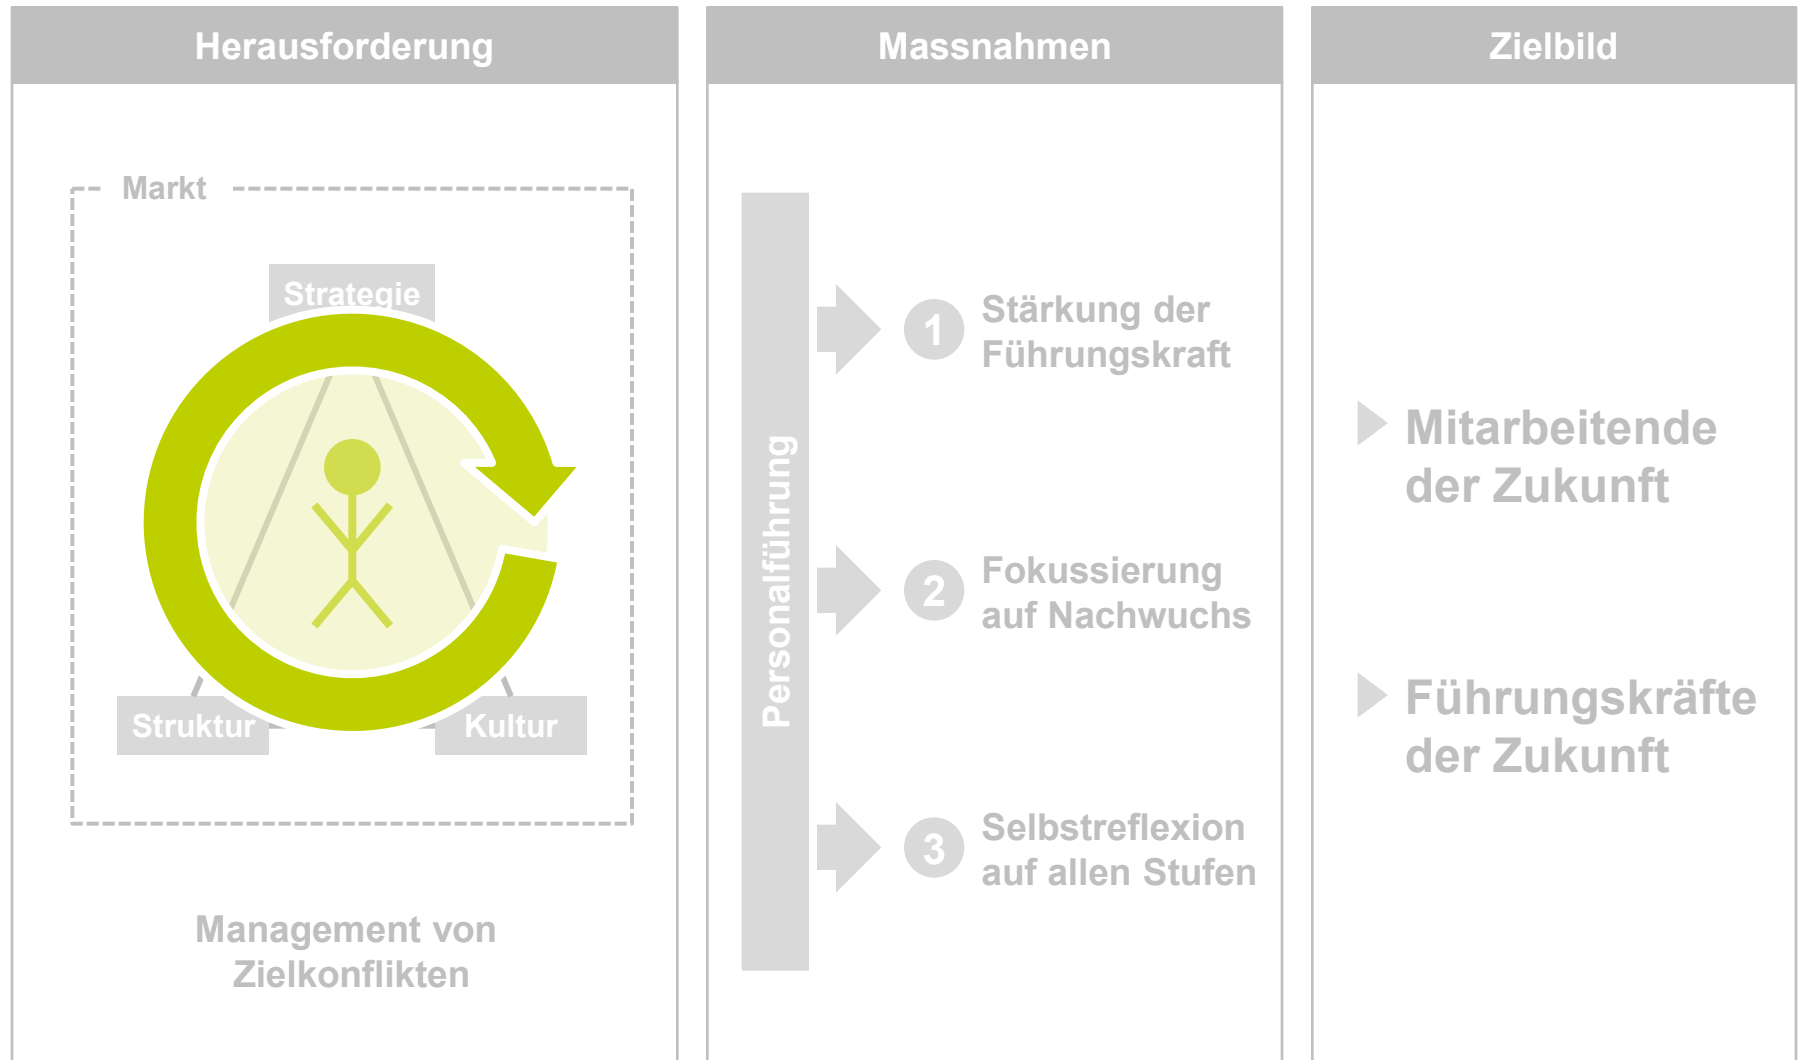 Herausforderung
Markt
Strategie
Struktur
Kultur
Management von
Zielkonflikten
Massnahmen
Personalführung
1
Stärkung der
Führungskraft
2
Fokussierung
auf Nachwuchs
3
Selbstreflexion
auf allen Stufen
Zielbild
Mitarbeitende
der Zukunft
Führungskräfte
der Zukunft